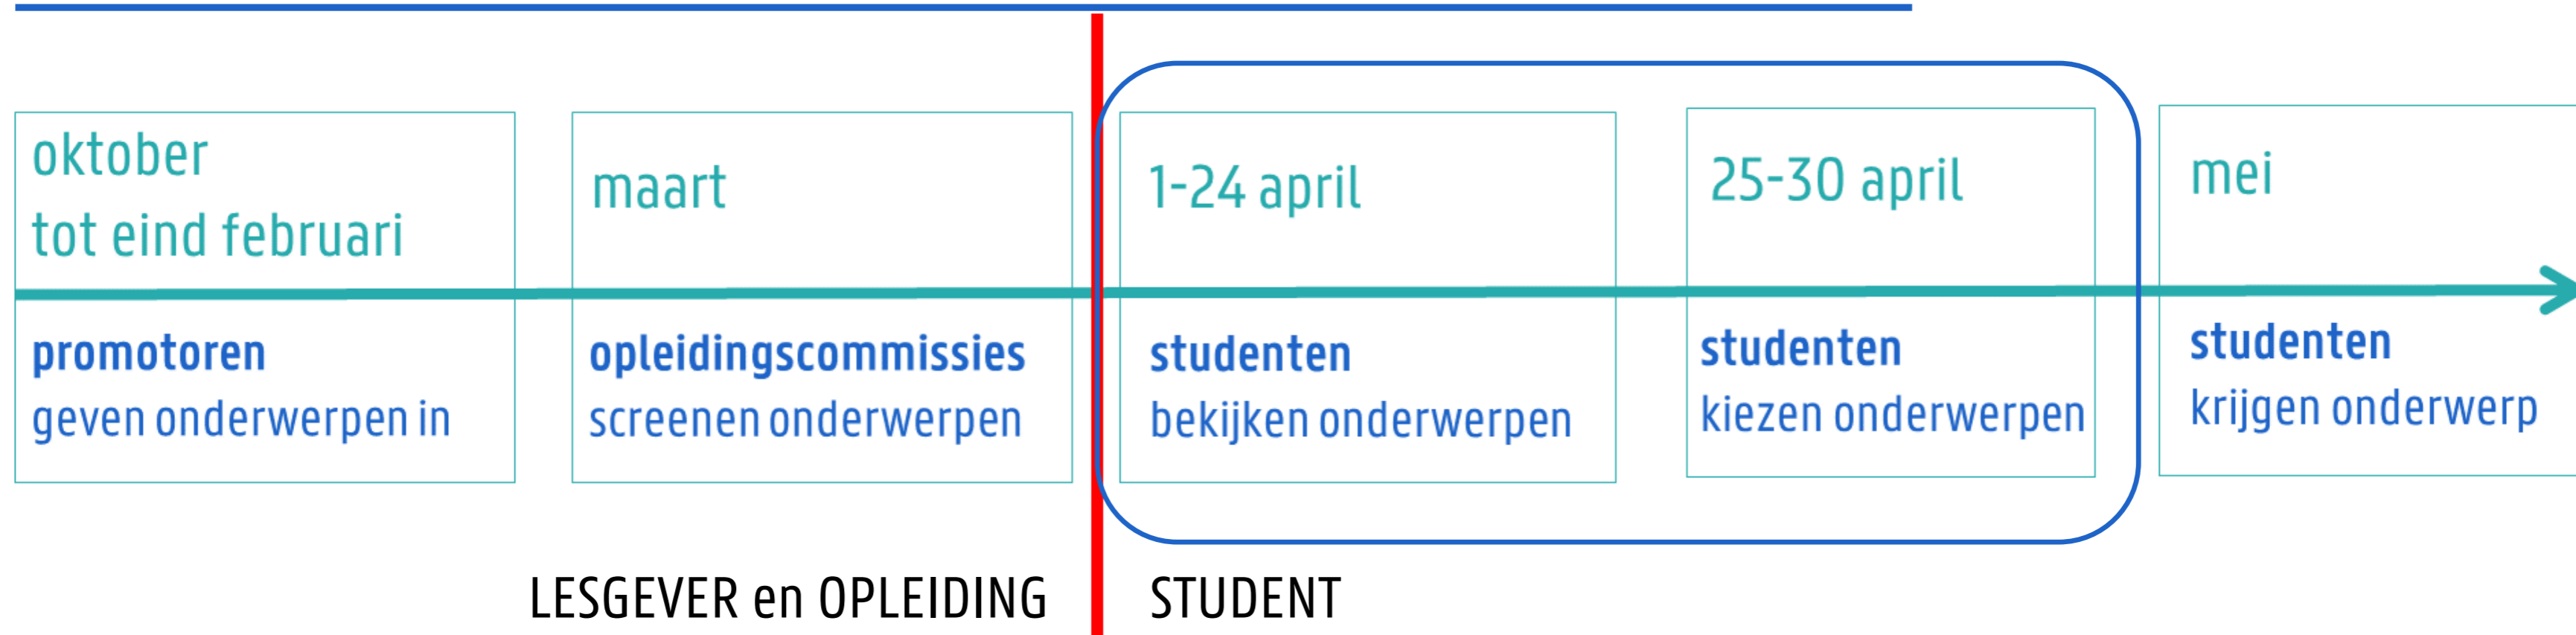 oktober
tot eind februari
promotoren
geven onderwerpen in
maart
opleidingscommissies
screenen onderwerpen
1-24 april
studenten
bekijken onderwerpen
25-30 april
studenten
kiezen onderwerpen
mei
studenten
krijgen onderwerp
LESGEVER en OPLEIDING
STUDENT